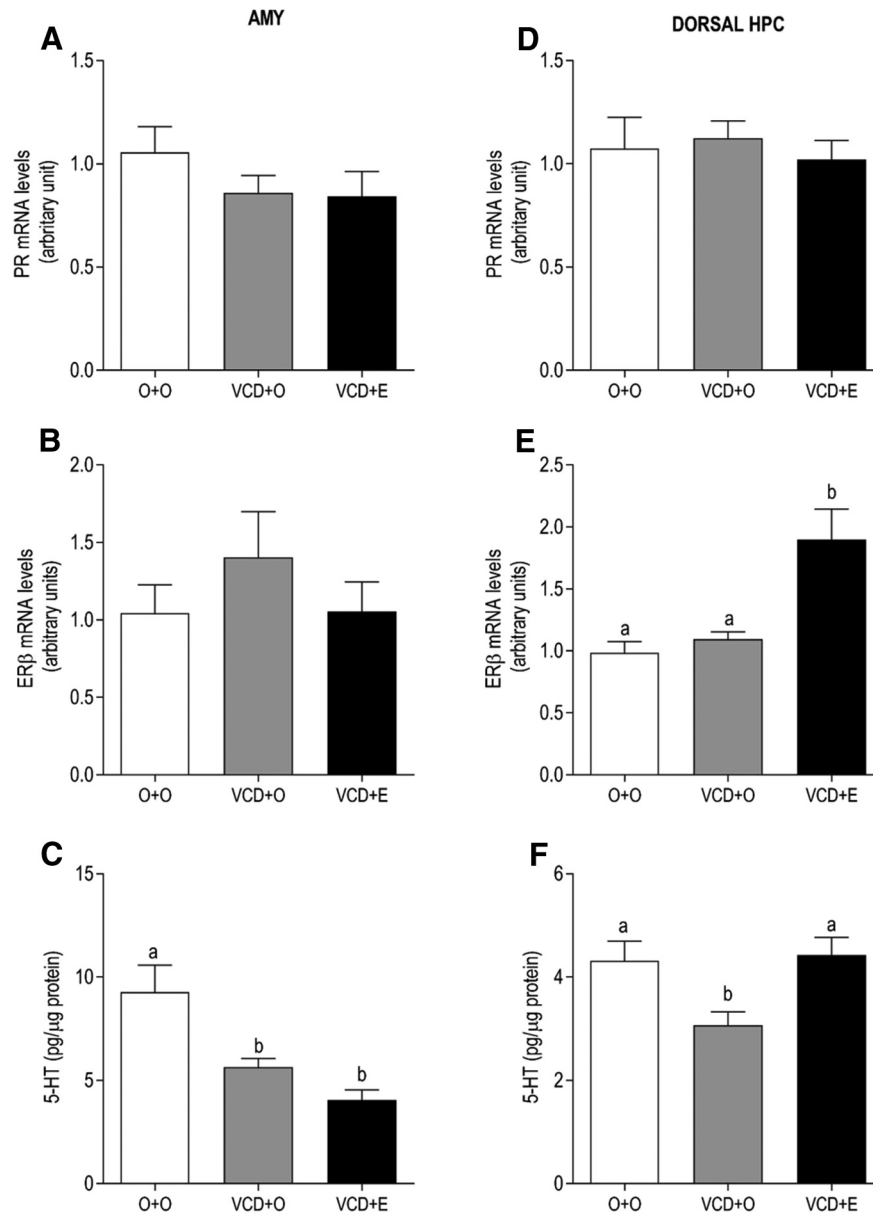 AMY
A
PR mRNA levels
(arbritary unit)
1.5
1.0
0.5
0.0
O+O VCD+O VCD+E
B
ERβ mRNA levels
(arbitrary units)
2.0
1.5
1.0
0.5
0.0
O+O VCD+O VCD+E
C
5-HT (pg/µg protein)
15
10
5
0
a
b
b
O+O VCD+O VCD+E
DORSAL HPC
D
PR mRNA levels
(arbritary unit)
1.5
1.0
0.5
0.0
O+O VCD+O VCD+E
E
ERβ mRNA levels
(arbitrary units)
2.5
2.0
1.5
1.0
0.5
0.0
a
a
b
O+O VCD+O VCD+E
F
5-HT (pg/µg protein)
6
4
2
0
a
b
a
O+O VCD+O VCD+E